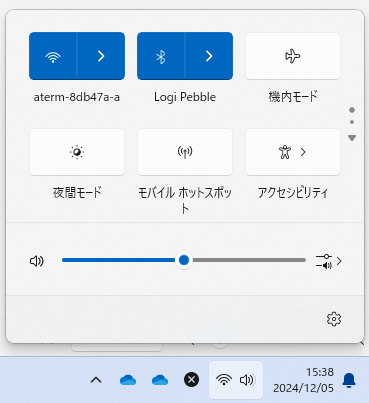 aterm-8db47a-a
Logi Pebble
機内モード
夜間モード
モバイル ホットスポッ
ト
アクセシビリティ
15:38
2024/12/05